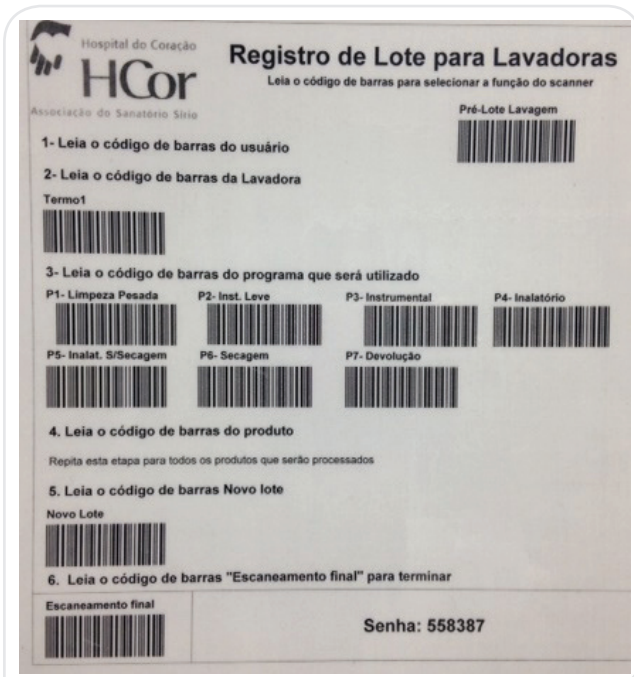 Hospital do Coração
HCor
Associação do Sanatório Sírio
Registro de Lote para Lavadoras
Leia o código de barras para selecionar a função do scanner
Pré-Lote Lavagem
1- Leia o código de barras do usuário
2- Leia o código de barras da Lavadora
Termo1
3- Leia o código de barras do programa que será utilizado
P1- Limpeza Pesada P2- Inst. Leve P3- Instrumental P4- Inalatório
P5- Inalat. S/Secagem P6- Secagem P7- Devolução
4. Leia o código de barras do produto
Repita esta etapa para todos os produtos que serão processados
5. Leia o código de barras Novo lote
Novo Lote
6. Leia o código de barras "Escaneamento final" para terminar
Escaneamento final
Senha: 558387